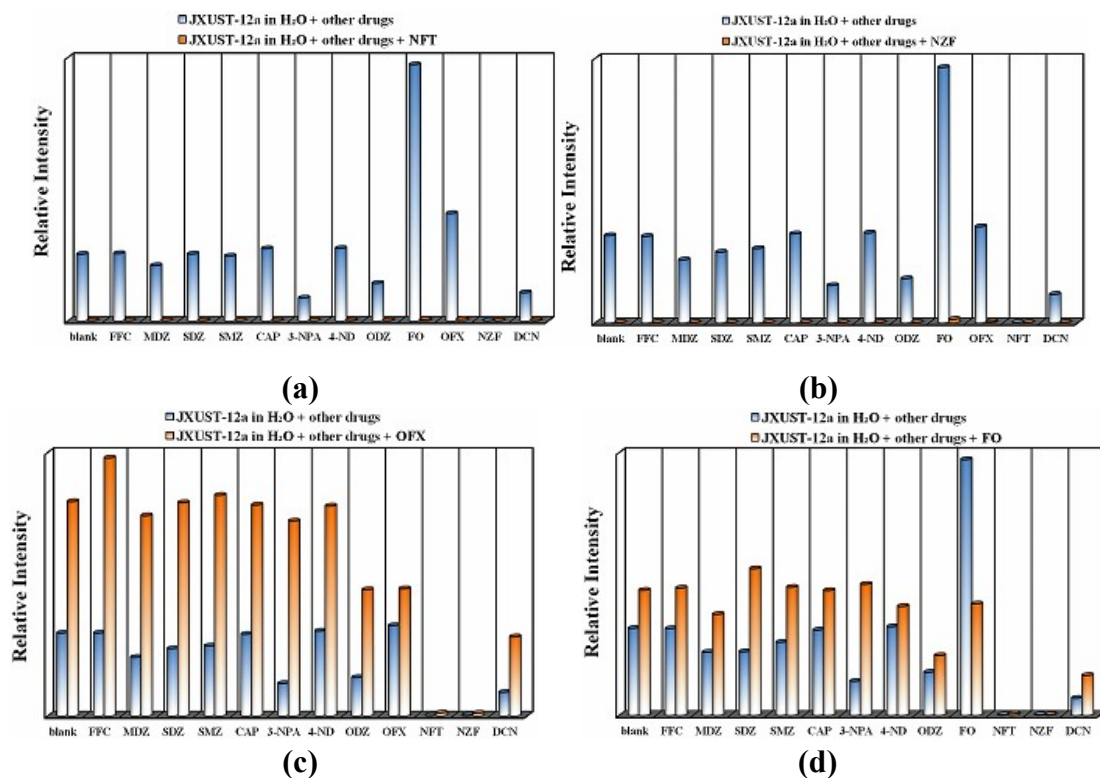 JXUST-12a in H₂O + other drugs
JXUST-12a in H₂O + other drugs + NFT
Relative Intensity
blank FFC MDZ SDZ SMZ CAP 3-NPA 4-ND ODZ FO OFX NZF DCN
(a)
JXUST-12a in H₂O + other drugs
JXUST-12a in H₂O + other drugs + NZF
Relative Intensity
blank FFC MDZ SDZ SMZ CAP 3-NPA 4-ND ODZ FO OFX NFT DCN
(b)
JXUST-12a in H₂O + other drugs
JXUST-12a in H₂O + other drugs + OFX
Relative Intensity
blank FFC MDZ SDZ SMZ CAP 3-NPA 4-ND ODZ OFX NFT NZF DCN
(c)
JXUST-12a in H₂O + other drugs
JXUST-12a in H₂O + other drugs + FO
Relative Intensity
blank FFC MDZ SDZ SMZ CAP 3-NPA 4-ND ODZ FO NFT NZF DCN
(d)